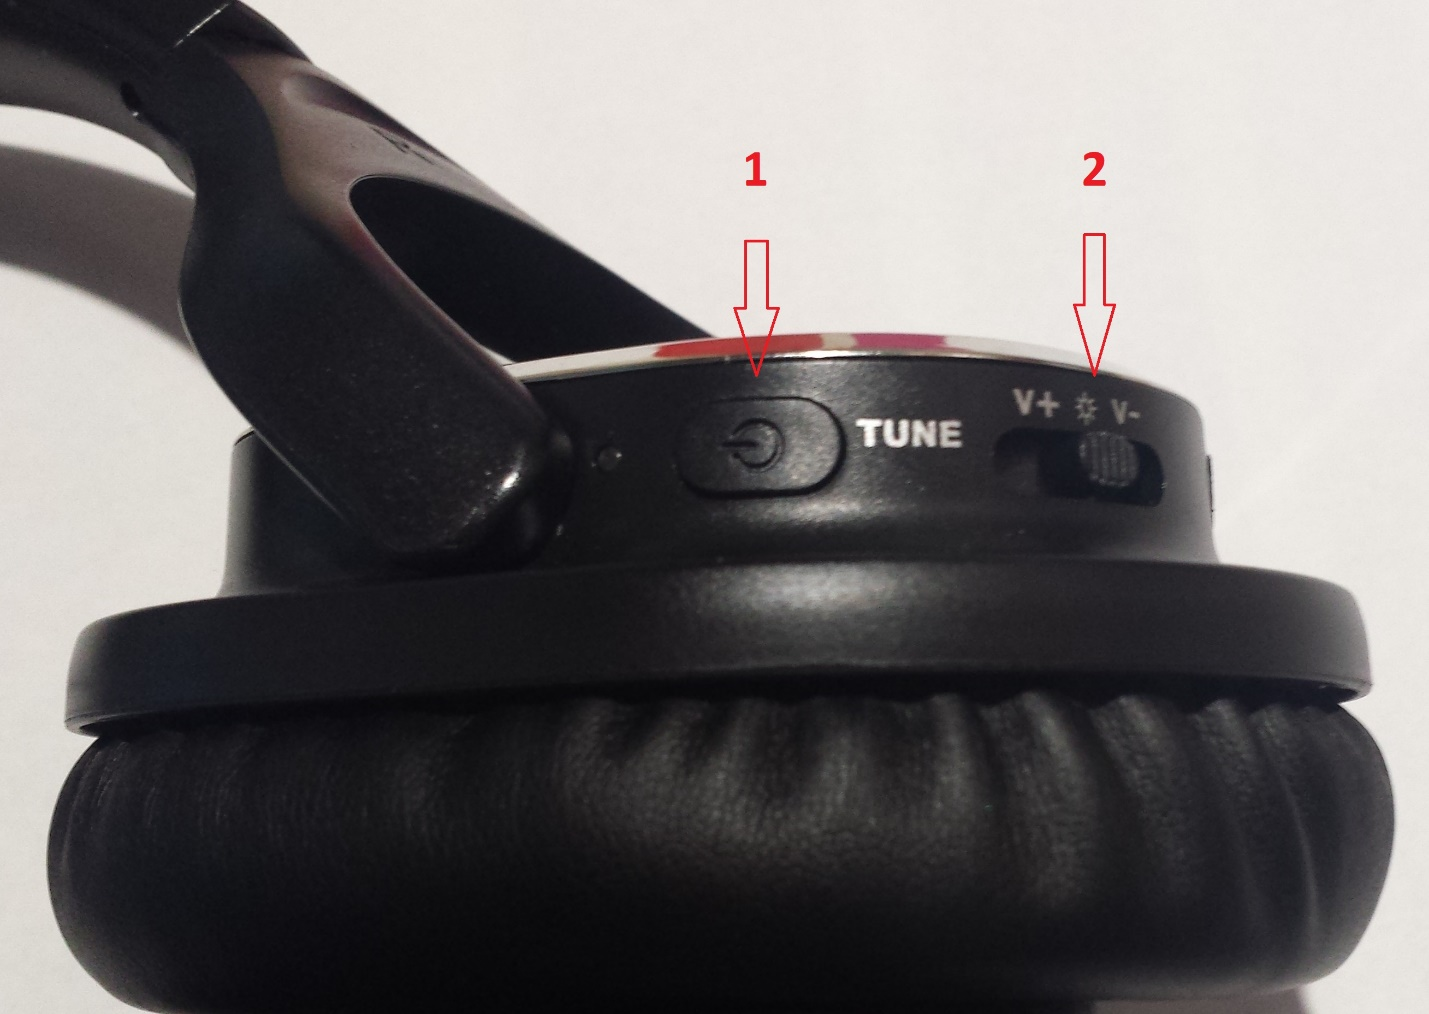 1 2
TUNE
V+ V-